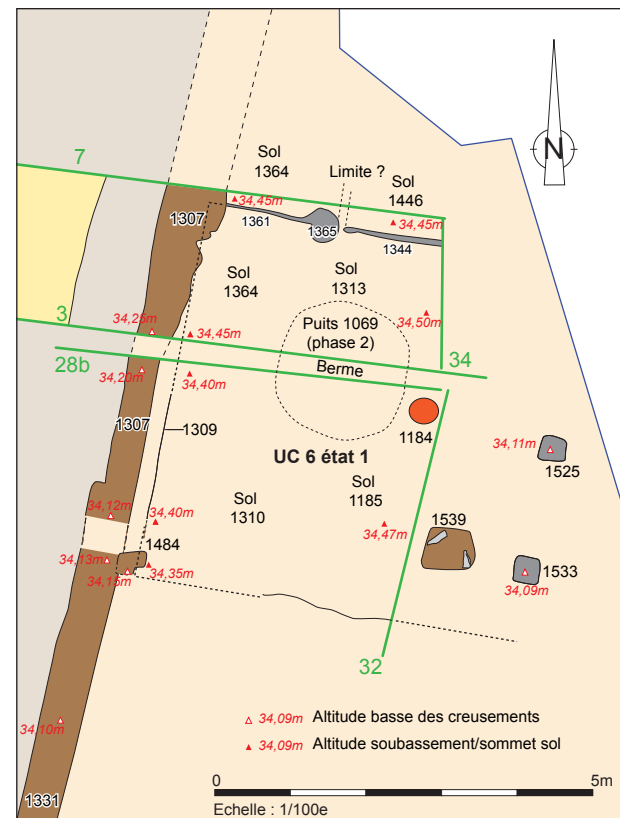 N
7
Sol
1364
Limite ?
Sol
1446
34,45m
34,45m
1307
1361
1365
1344
Sol
1364
Sol
1313
34,25m
34,45m
Puits 1069
(phase 2)
34,50m
3
28b
Berme
34
34,20m
34,40m
1307
1309
1184
UC 6 état 1
34,11m
1525
Sol
1310
Sol
1185
34,12m
34,40m
34,47m
1539
1484
34,13m
34,35m
34,15m
1533
34,09m
32
34,10m
34,09m Altitude basse des creusements
34,09m Altitude soubassement/sommet sol
1331
0
5m
Echelle : 1/100e